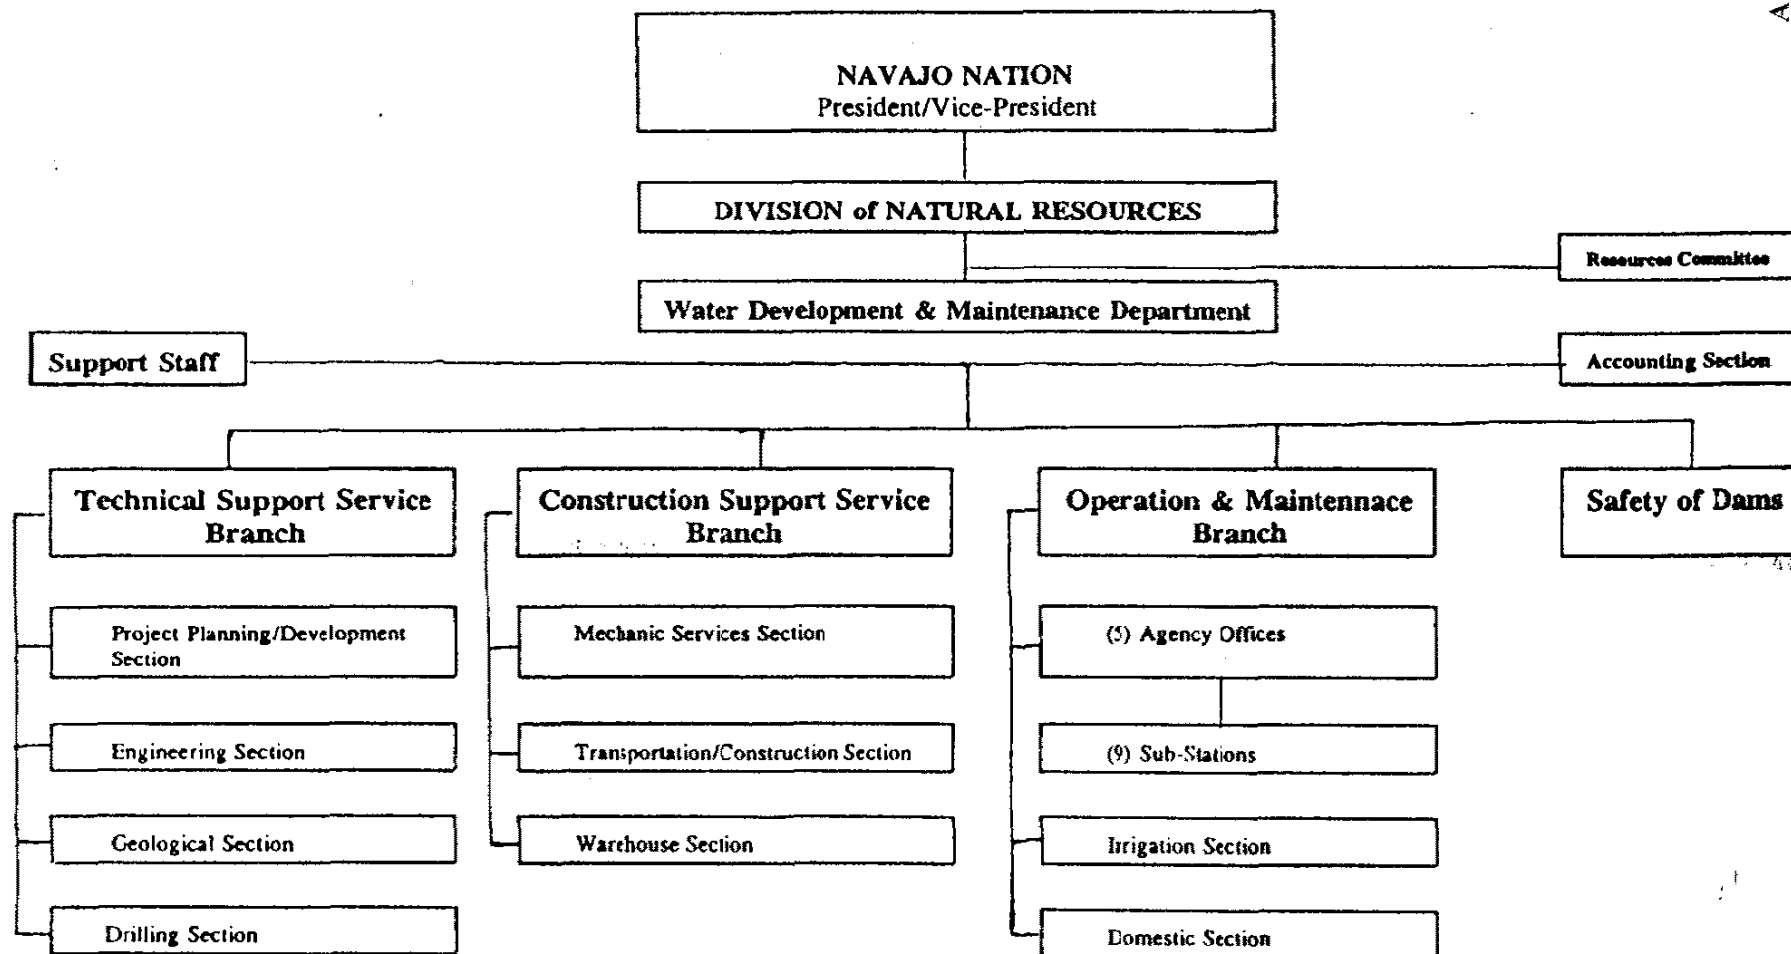 A
NAVAJO NATION
President/Vice-President
DIVISION of NATURAL RESOURCES
Resources Committee
Water Development & Maintenance Department
Support Staff
Accounting Section
Technical Support Service
Branch
Construction Support Service
Branch
Operation & Maintennace
Branch
Safety of Dams
Project Planning/Development
Section
Mechanic Services Section
(5) Agency Offices
Engineering Section
Transportation/Construction Section
(9) Sub-Stations
Geological Section
Warehouse Section
Irrigation Section
Drilling Section
Domestic Section